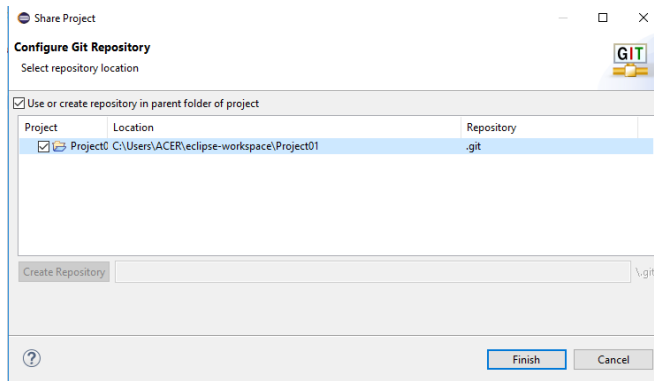 Share Project
Configure Git Repository
GIT
Select repository location
Use or create repository in parent folder of project
Project Location Repository
Project0 C:\Users\ACER\eclipse-workspace\Project01 .git
Create Repository \.git
? Finish Cancel